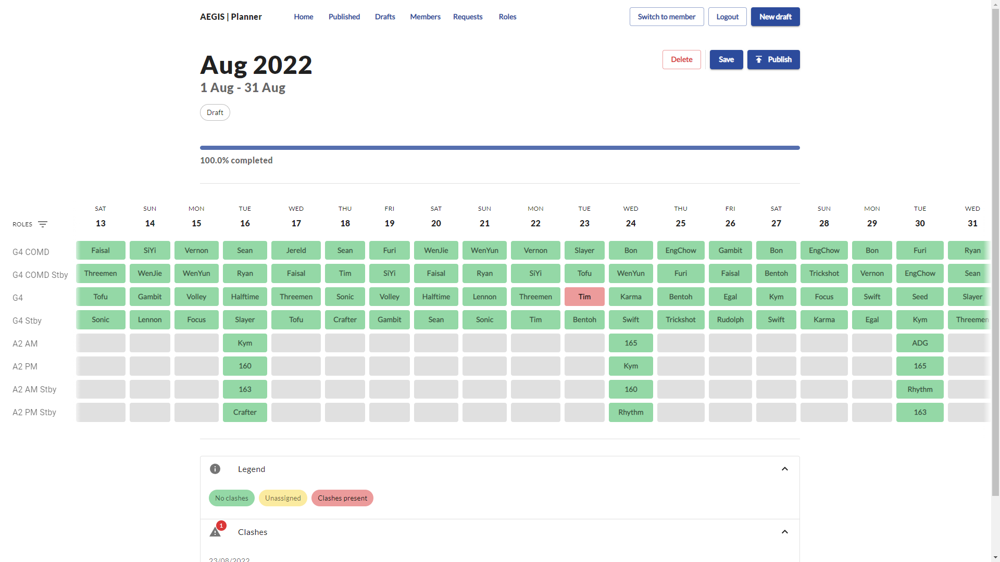 AEGIS | Planner Home Published Drafts Members Requests Roles Switch to member Logout New draft
Aug 2022 Delete Save Publish
1 Aug - 31 Aug
Draft
100.0% completed
SAT SUN MON TUE WED THU FRI SAT SUN MON TUE WED THU FRI SAT SUN MON TUE WED
ROLES 13 14 15 16 17 18 19 20 21 22 23 24 25 26 27 28 29 30 31
G4 COMD Faisal SiYi Vernon Sean Jereld Sean Furi WenJie WenYun Vernon Slayer Bon EngChow Gambit Bon EngChow Bon Furi Ryan
G4 COMD Stby Threemen WenJie WenYun Ryan Faisal Tim SiYi Faisal Ryan SiYi Tofu WenYun Furi Faisal Bentoh Trickshot Vernon EngChow Sean
G4 Tofu Gambit Volley Halftime Threemen Sonic Volley Halftime Lennon Threemen Tim Karma Bentoh Egal Kym Focus Swift Seed Slayer
G4 Stby Sonic Lennon Focus Slayer Tofu Crafter Gambit Sean Sonic Tim Bentoh Swift Trickshot Rudolph Swift Karma Egal Kym Threemen
A2 AM Kym 165 ADG
A2 PM 160 Kym 165
A2 AM Stby 163 160 Rhythm
A2 PM Stby Crafter Rhythm 163
Legend
No clashes Unassigned Clashes present
1
Clashes
23/08/2022